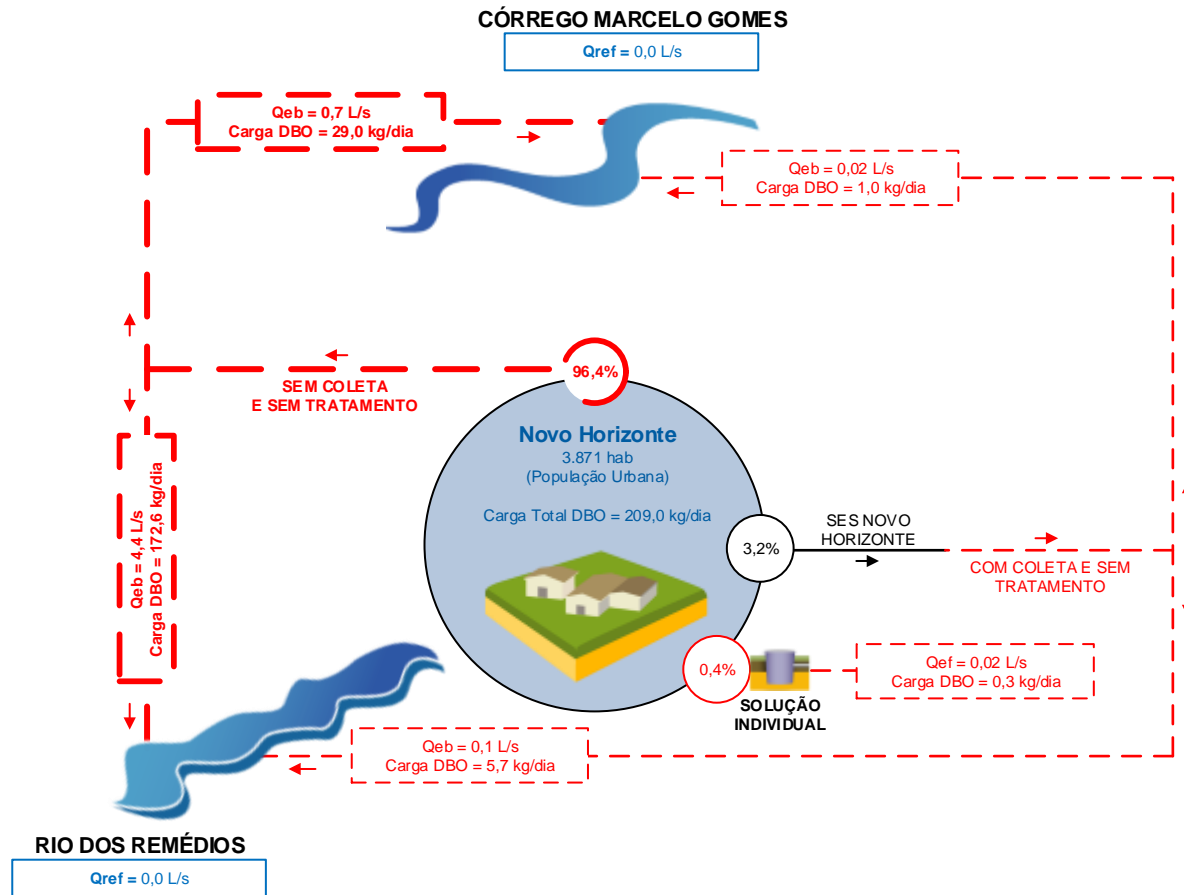 CÓRREGO MARCELO GOMES
Qref = 0,0 L/s
Qeb = 0,7 L/s
Carga DBO = 29,0 kg/dia
Qeb = 0,02 L/s
Carga DBO = 1,0 kg/dia
96,4%
SEM COLETA
E SEM TRATAMENTO
Novo Horizonte
3.871 hab
(População Urbana)
Carga Total DBO = 209,0 kg/dia
Qeb = 4,4 L/s
Carga DBO = 172,6 kg/dia
3,2%
SES NOVO
HORIZONTE
COM COLETA E SEM
TRATAMENTO
0,4%
SOLUÇÃO
INDIVIDUAL
Qef = 0,02 L/s
Carga DBO = 0,3 kg/dia
Qeb = 0,1 L/s
Carga DBO = 5,7 kg/dia
RIO DOS REMÉDIOS
Qref = 0,0 L/s